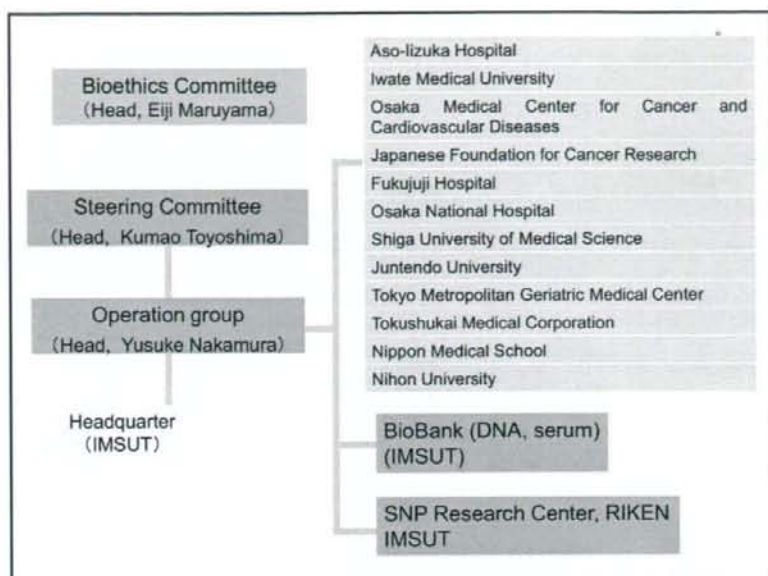 Bioethics Committee
(Head, Eiji Maruyama)
Steering Committee
(Head, Kumao Toyoshima)
Operation group
(Head, Yusuke Nakamura)
Headquarter
(IMSUT)
Aso-Iizuka Hospital
Iwate Medical University
Osaka Medical Center for Cancer and
Cardiovascular Diseases
Japanese Foundation for Cancer Research
Fukujuji Hospital
Osaka National Hospital
Shiga University of Medical Science
Juntendo University
Tokyo Metropolitan Geriatric Medical Center
Tokushukai Medical Corporation
Nippon Medical School
Nihon University
BioBank (DNA, serum)
(IMSUT)
SNP Research Center, RIKEN
IMSUT